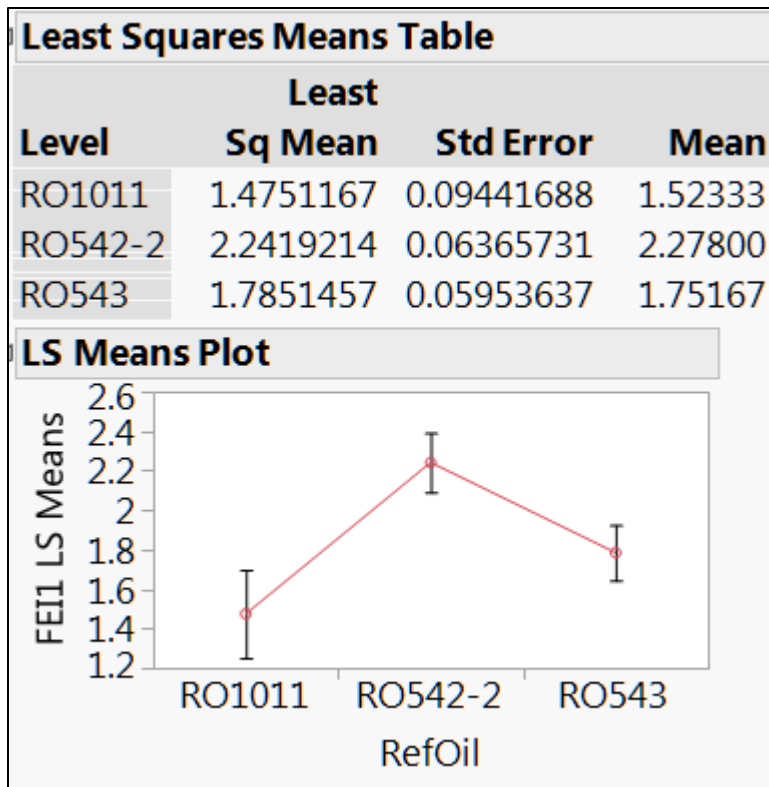 Least Squares Means Table
Least
Level Sq Mean Std Error Mean
RO1011 1.4751167 0.09441688 1.52333
RO542-2 2.2419214 0.06365731 2.27800
RO543 1.7851457 0.05953637 1.75167
LS Means Plot
FEI1 LS Means
2.6
2.4
2.2
2
1.8
1.6
1.4
1.2
RO1011 RO542-2 RO543
RefOil